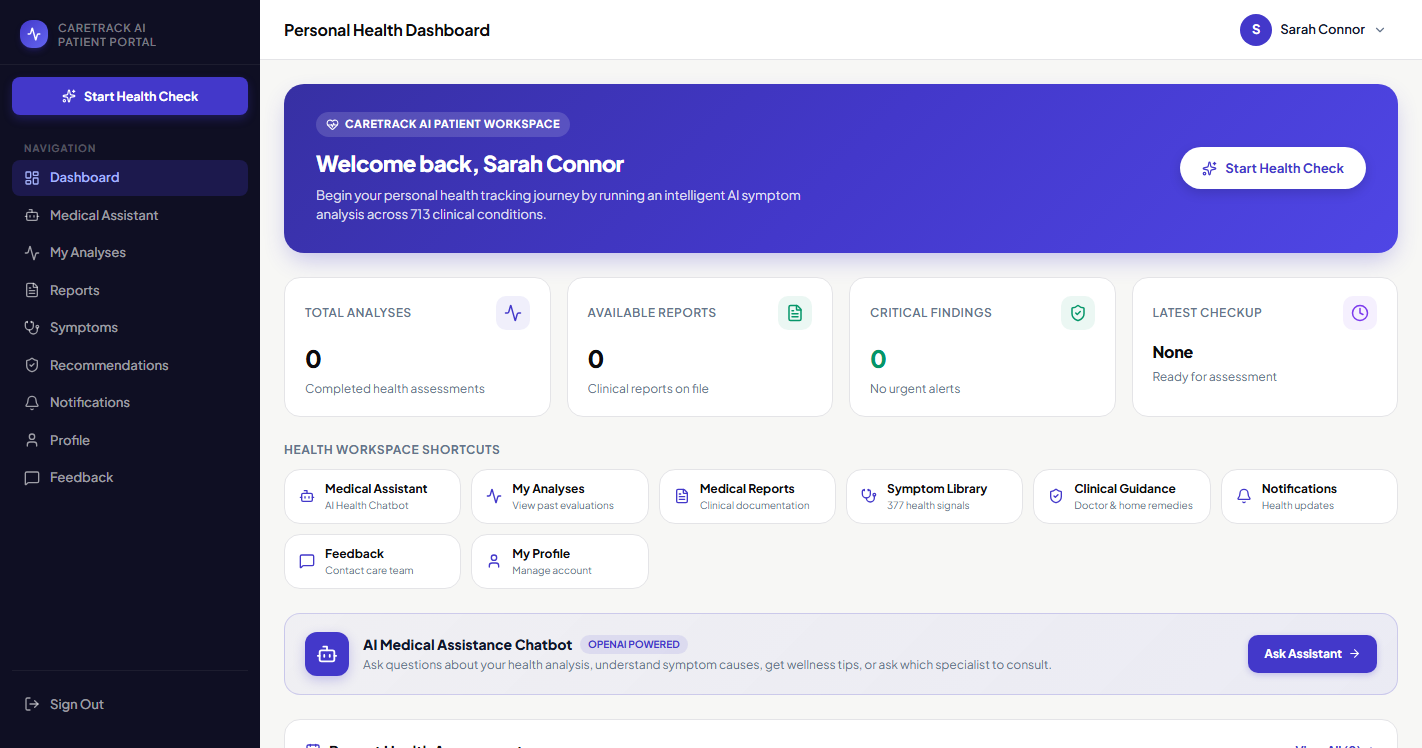 CARETRACK AI
PATIENT PORTAL
Start Health Check
NAVIGATION
Dashboard
Medical Assistant
My Analyses
Reports
Symptoms
Recommendations
Notifications
Profile
Feedback
Sign Out
Personal Health Dashboard
S
Sarah Connor
CARETRACK AI PATIENT WORKSPACE
Welcome back, Sarah Connor
Begin your personal health tracking journey by running an intelligent AI symptom
analysis across 713 clinical conditions.
Start Health Check
TOTAL ANALYSES
0
Completed health assessments
AVAILABLE REPORTS
0
Clinical reports on file
CRITICAL FINDINGS
0
No urgent alerts
LATEST CHECKUP
None
Ready for assessment
HEALTH WORKSPACE SHORTCUTS
Medical Assistant
AI Health Chatbot
My Analyses
View past evaluations
Medical Reports
Clinical documentation
Symptom Library
377 health signals
Clinical Guidance
Doctor & home remedies
Notifications
Health updates
Feedback
Contact care team
My Profile
Manage account
AI Medical Assistance Chatbot
OPENAI POWERED
Ask questions about your health analysis, understand symptom causes, get wellness tips, or ask which specialist to consult.
Ask Assistant